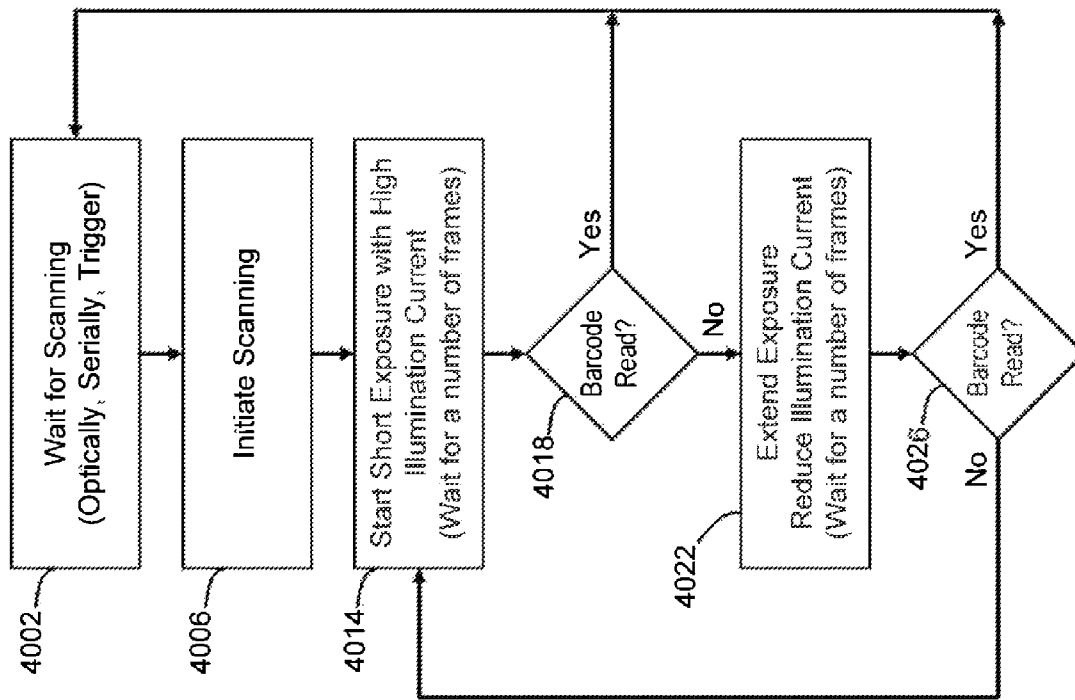 4002
Wait for Scanning
(Optically, Serially, Trigger)
4006
Initiate Scanning
4014
Start Short Exposure with High
Illumination Current
(Wait for a number of frames)
4018
Barcode
Read?
Yes
No
4022
Extend Exposure
Reduce Illumination Current
(Wait for a number of frames)
4026
Barcode
Read?
Yes
No